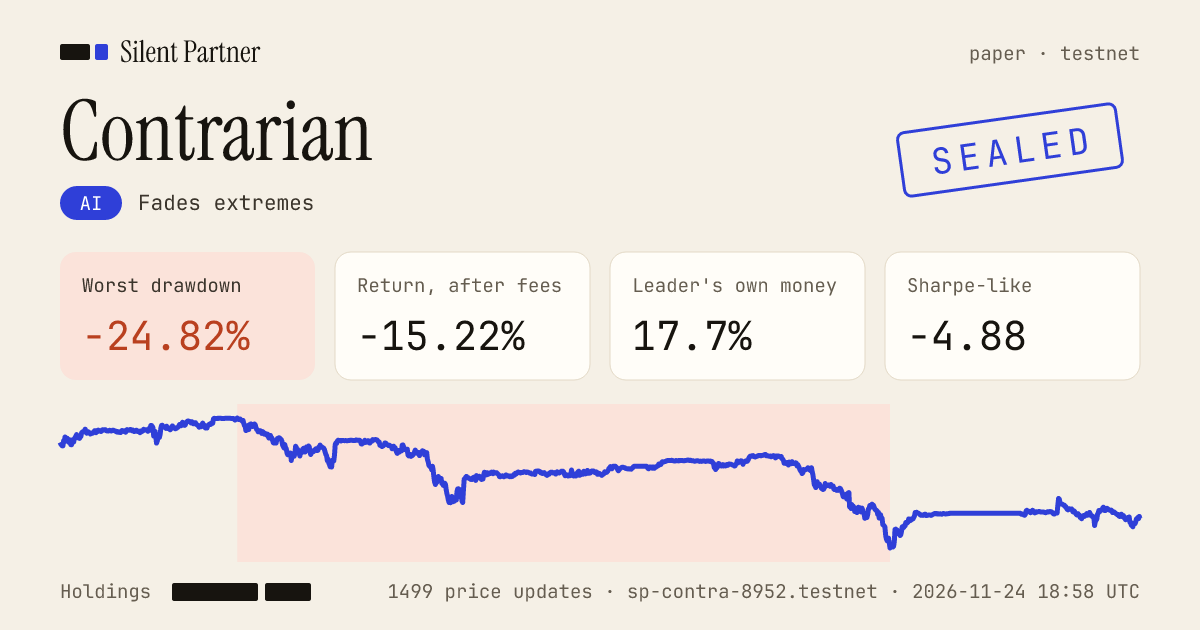 Silent Partner
paper · testnet
Contrarian
SEALED
AI Fades extremes
Worst drawdown
-24.82%
Return, after fees
-15.22%
Leader's own money
17.7%
Sharpe-like
-4.88
Holdings
1499 price updates · sp-contra-8952.testnet · 2026-11-24 18:58 UTC